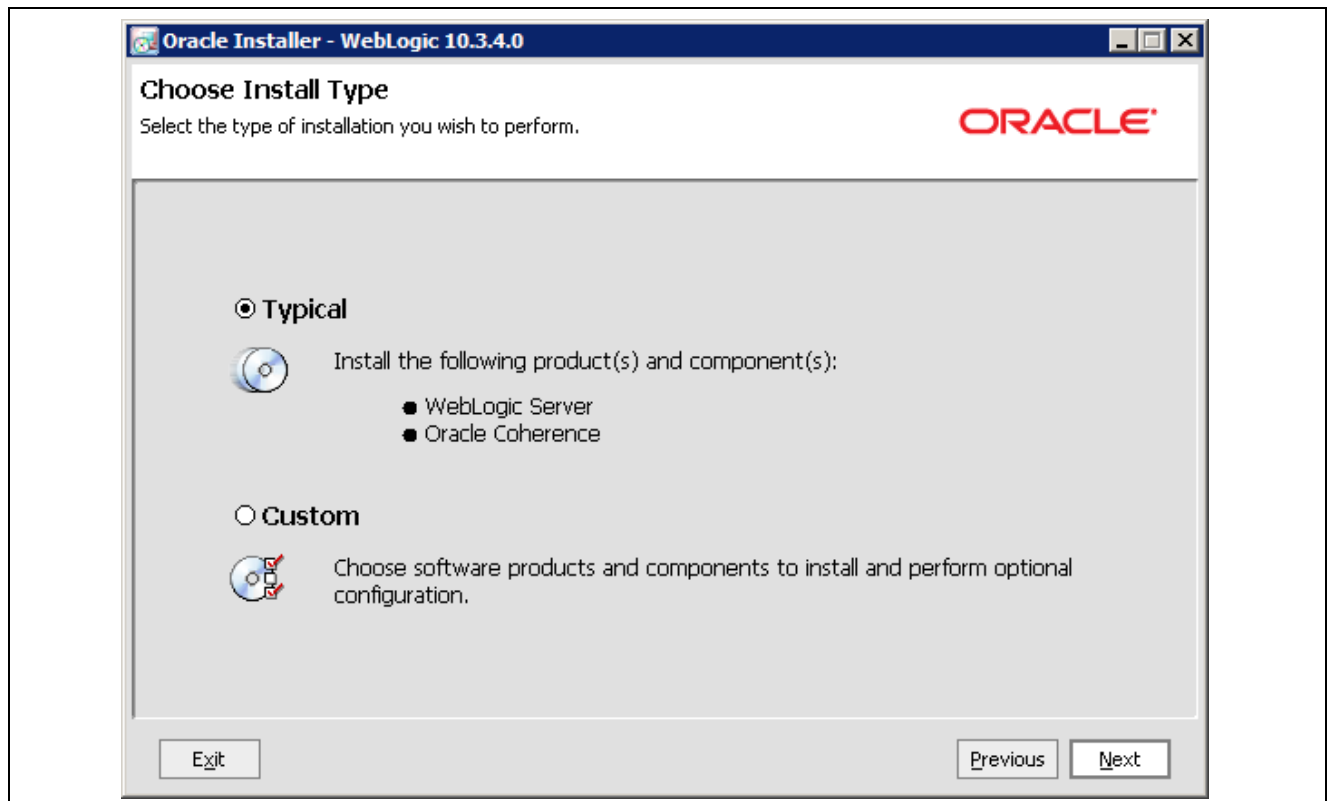 Oracle Installer - WebLogic 10.3.4.0
Choose Install Type
Select the type of installation you wish to perform.
ORACLE
Typical
Install the following product(s) and component(s):
● WebLogic Server
● Oracle Coherence
Custom
Choose software products and components to install and perform optional
configuration.
Exit
Previous
Next